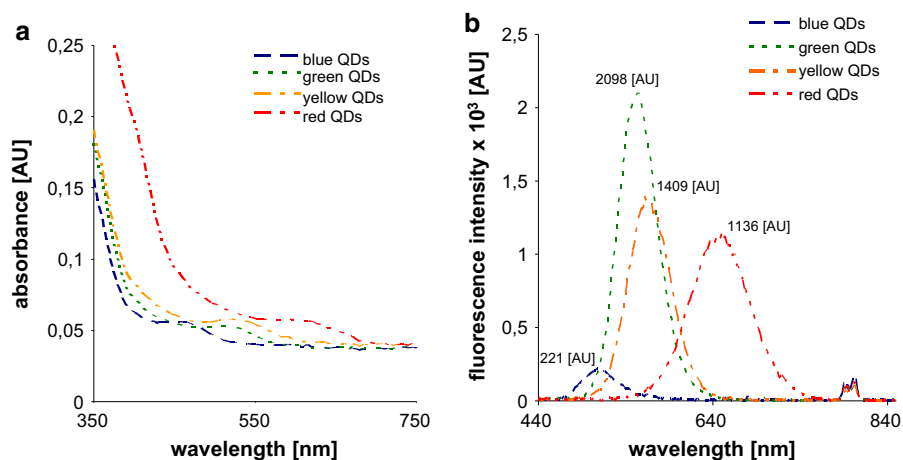 a
0,25
0,2
0,15
0,1
0,05
0
350
550
750
wavelength [nm]
absorbance [AU]
blue QDs
green QDs
yellow QDs
red QDs
b
2,5
2
1,5
1
0,5
0
440
640
840
wavelength [nm]
fluorescence intensity x 10³ [AU]
blue QDs
green QDs
yellow QDs
red QDs
2098 [AU]
1409 [AU]
1136 [AU]
221 [AU]